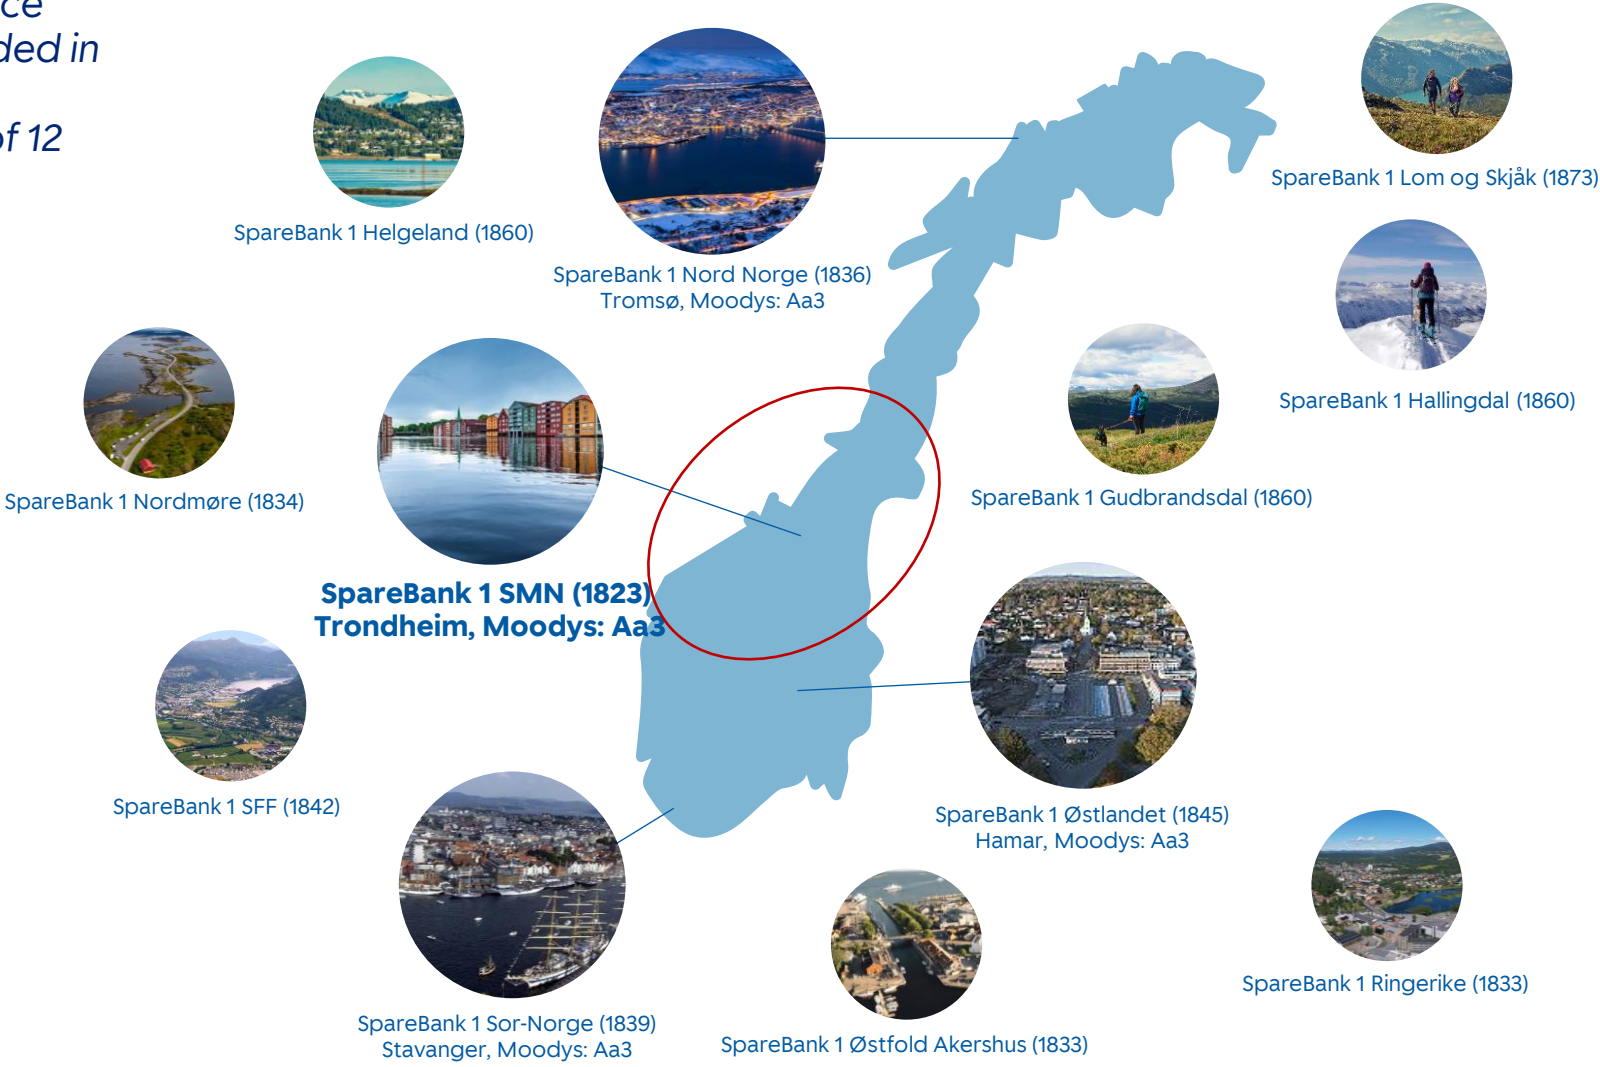 ce
ded in
of 12
SpareBank 1 Lom og Skjåk (1873)
SpareBank 1 Helgeland (1860)
SpareBank 1 Nord Norge (1836)
Tromsø, Moodys: Aa3
SpareBank 1 Hallingdal (1860)
SpareBank 1 Nordmøre (1834)
SpareBank 1 Gudbrandsdal (1860)
SpareBank 1 SMN (1823)
Trondheim, Moodys: Aa3
SpareBank 1 SFF (1842)
SpareBank 1 Østlandet (1845)
Hamar, Moodys: Aa3
SpareBank 1 Ringerike (1833)
SpareBank 1 Sor-Norge (1839)
Stavanger, Moodys: Aa3
SpareBank 1 Østfold Akershus (1833)